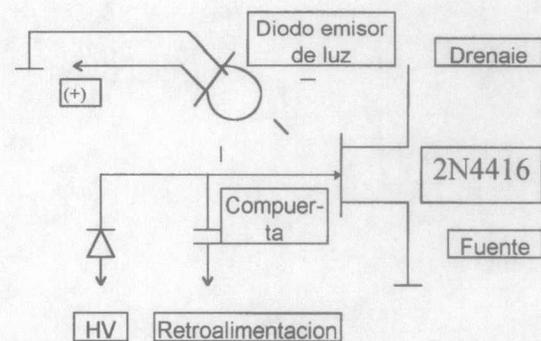 Diodo emisor
de luz
Drenaie
(+)
2N4416
Compuer-
ta
Fuente
HV
Retroalimentacion